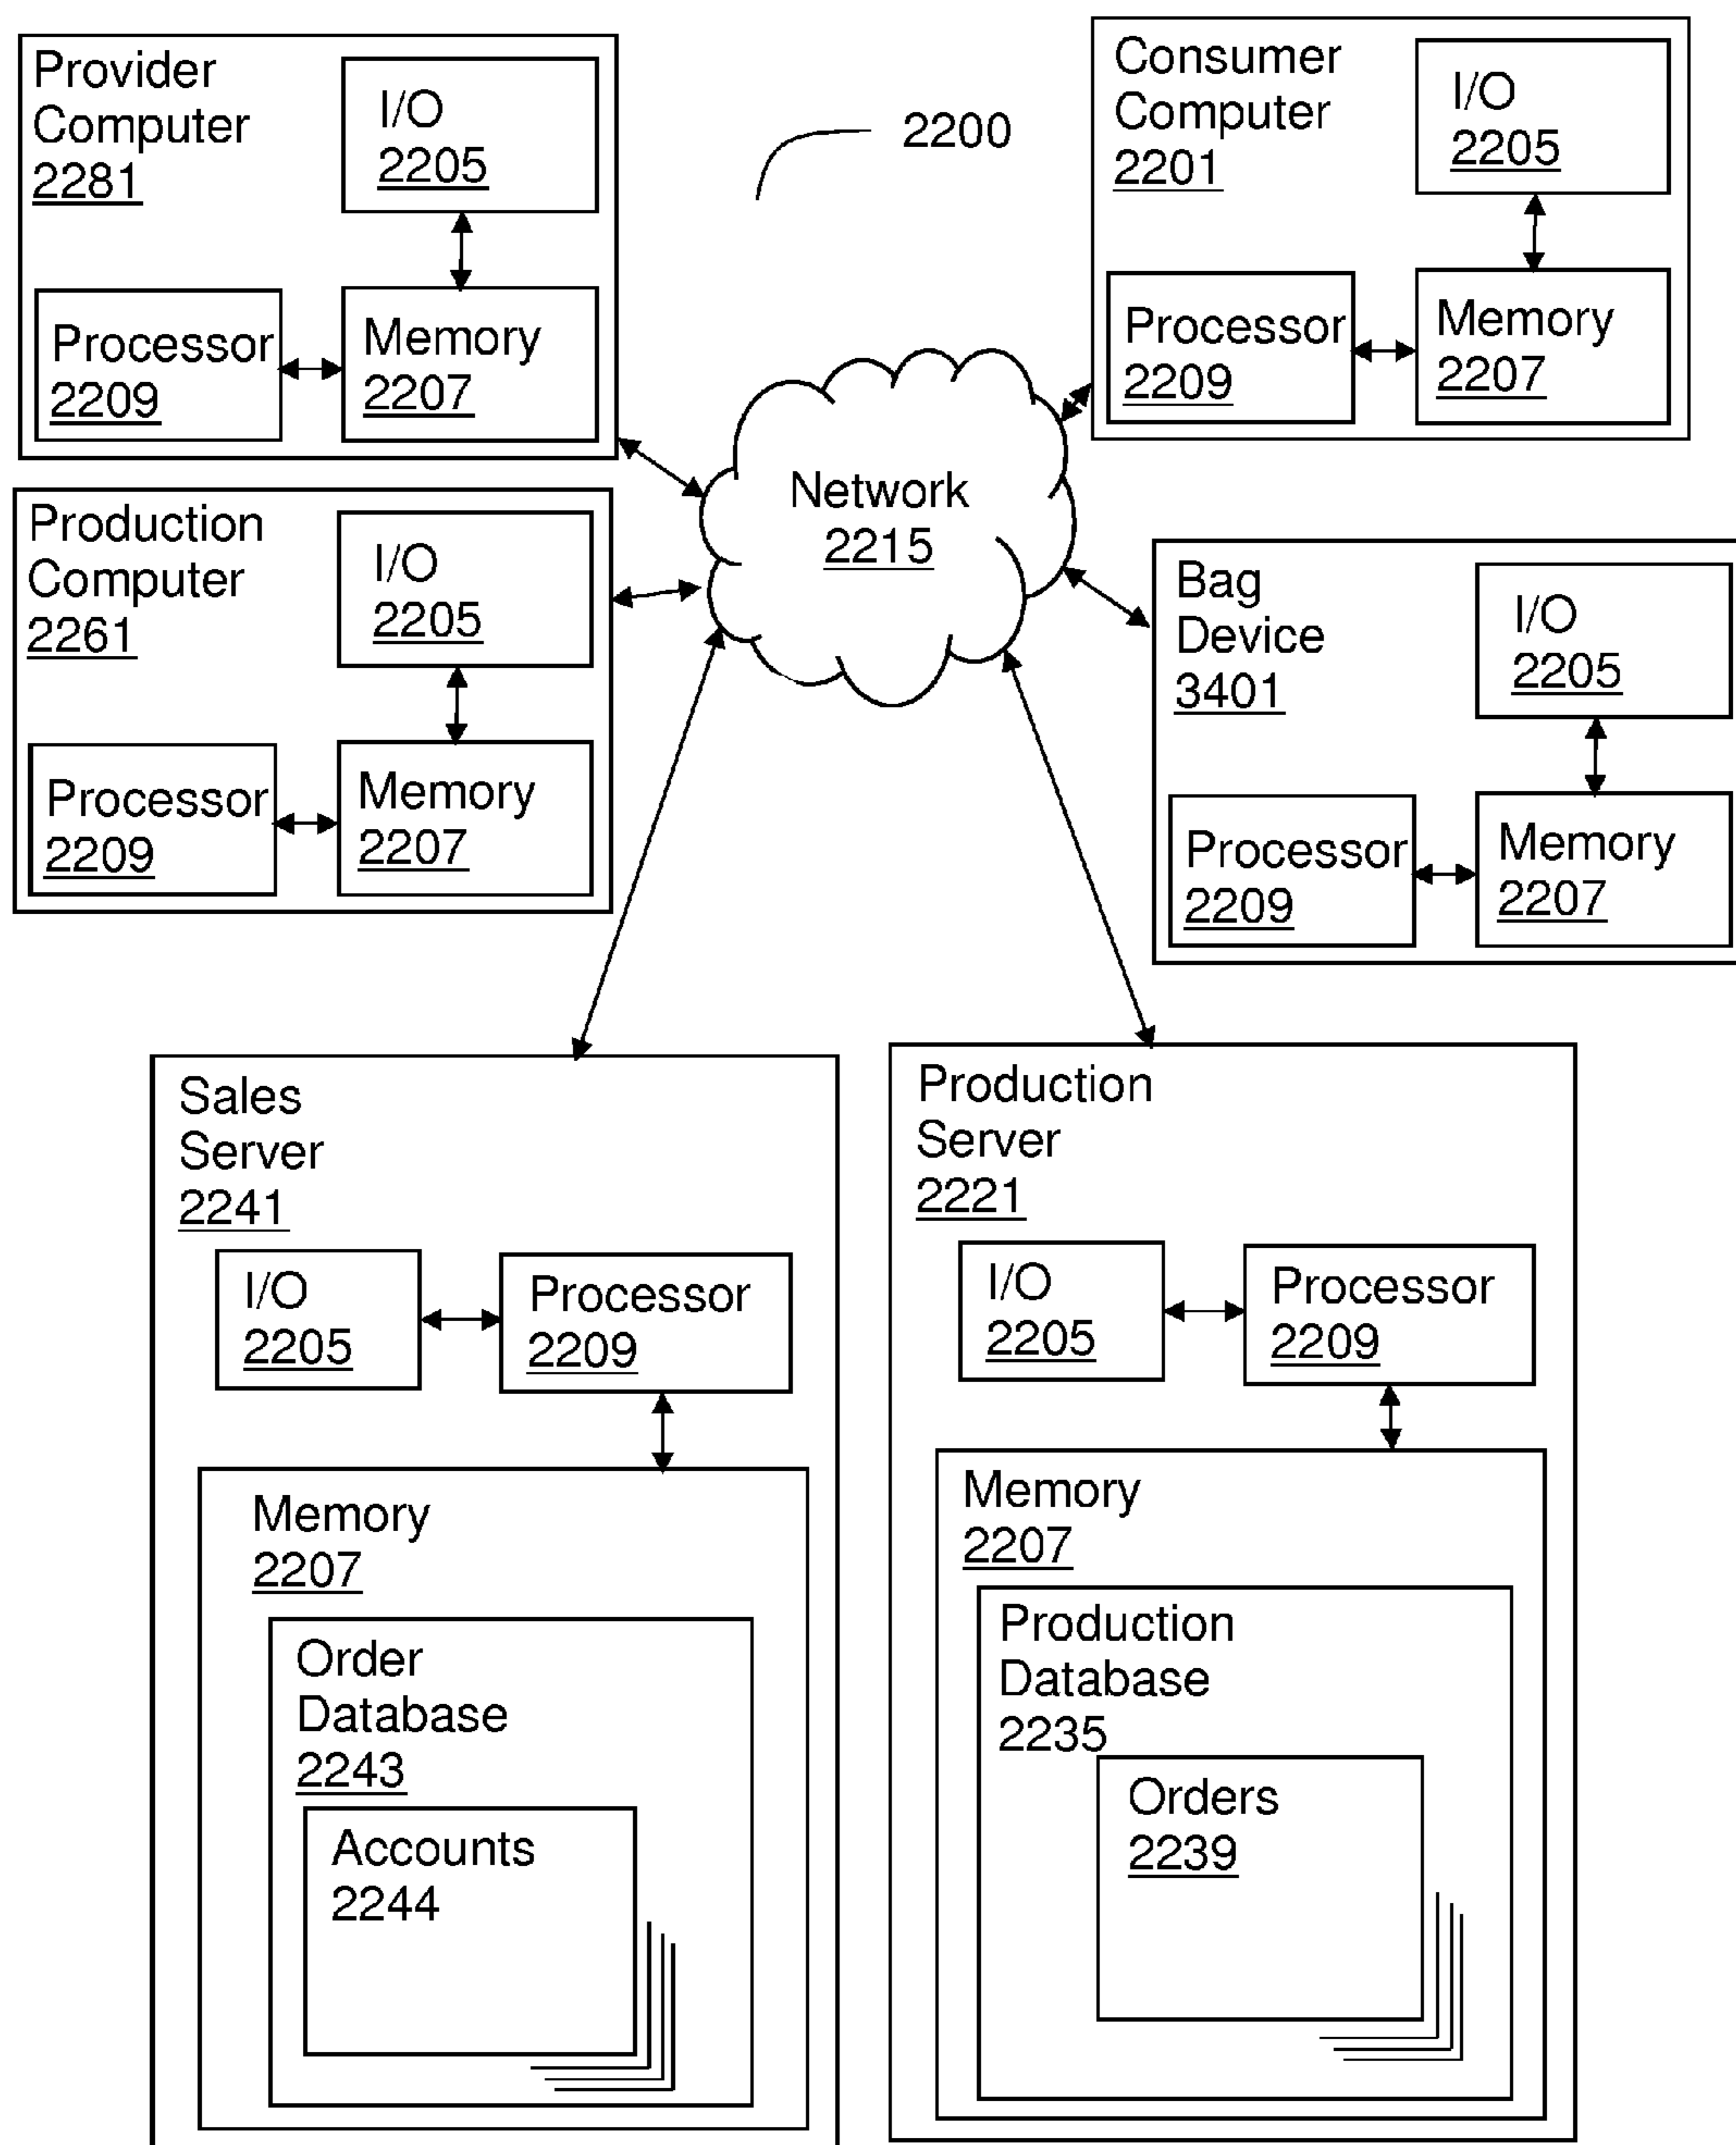 Provider
Computer
2281
I/O
2205
Processor
2209
Memory
2207
2200
Consumer
Computer
2201
I/O
2205
Processor
2209
Memory
2207
Network
2215
Production
Computer
2261
I/O
2205
Processor
2209
Memory
2207
Bag
Device
3401
I/O
2205
Processor
2209
Memory
2207
Sales
Server
2241
I/O
2205
Processor
2209
Memory
2207
Order
Database
2243
Accounts
2244
Production
Server
2221
I/O
2205
Processor
2209
Memory
2207
Production
Database
2235
Orders
2239